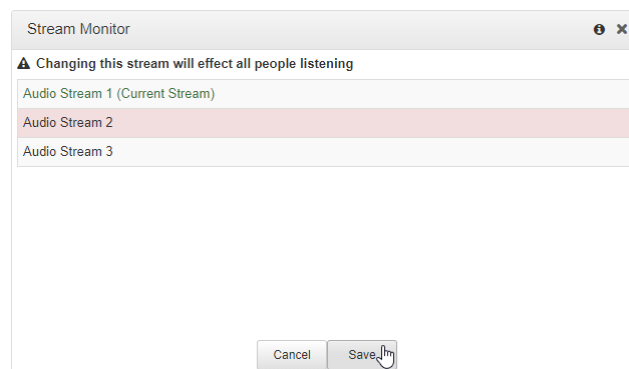 Stream Monitor
Changing this stream will effect all people listening
Audio Stream 1 (Current Stream)
Audio Stream 2
Audio Stream 3
Cancel Save